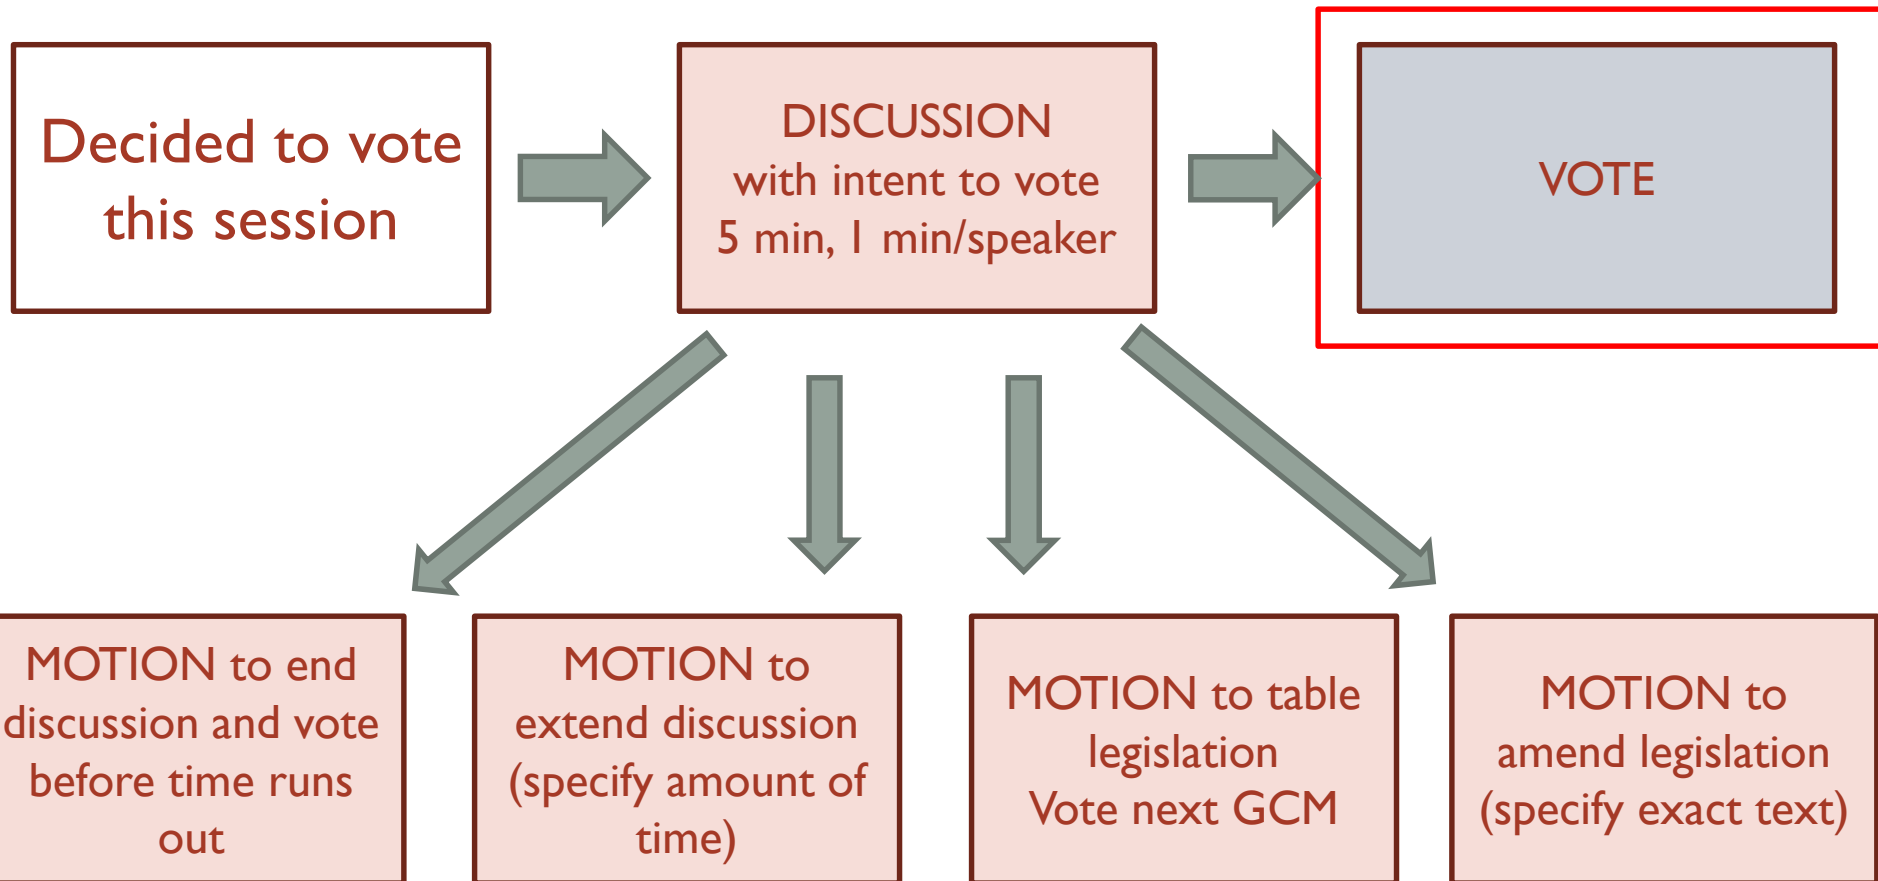 Decided to vote
this session
DISCUSSION
with intent to vote
5 min, 1 min/speaker
VOTE
MOTION to end
discussion and vote
before time runs
out
MOTION to
extend discussion
(specify amount of
time)
MOTION to table
legislation
Vote next GCM
MOTION to
amend legislation
(specify exact text)